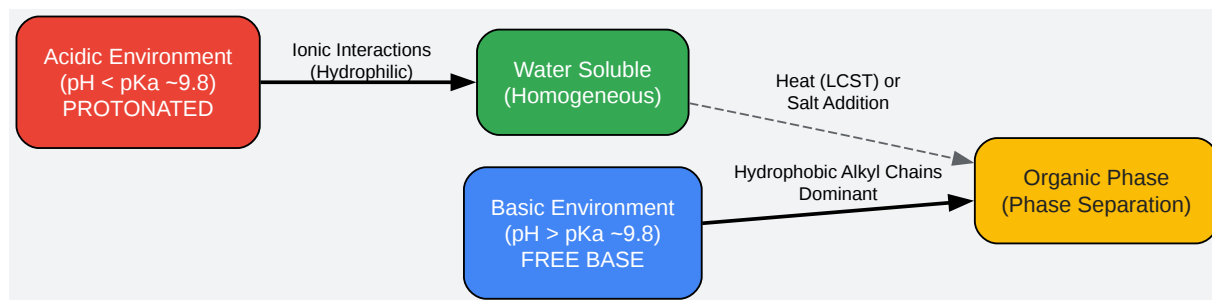 Acidic Environment
(pH < pKa ~9.8)
PROTONATED
Ionic Interactions
(Hydrophilic)
Water Soluble
(Homogeneous)
Heat (LCST) or
Salt Addition
Basic Environment
(pH > pKa ~9.8)
FREE BASE
Hydrophobic Alkyl Chains
Dominant
Organic Phase
(Phase Separation)